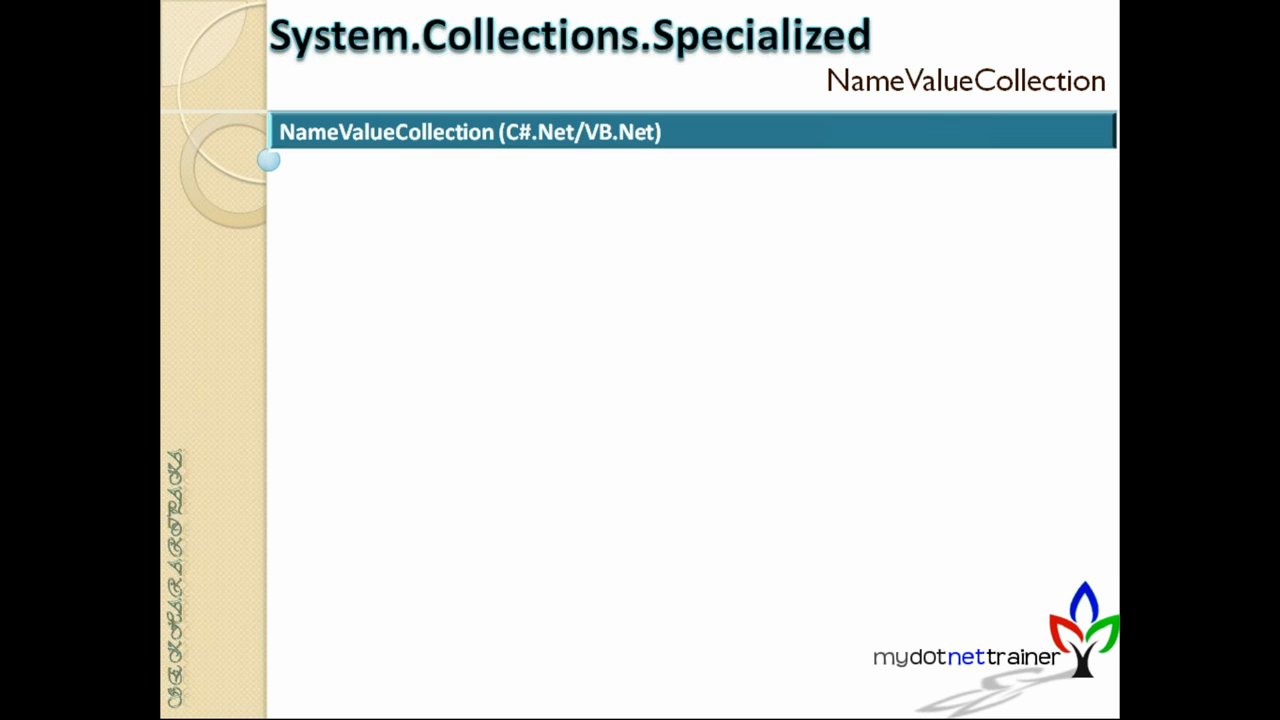 System.Collections.Specialized
NameValueCollection
NameValueCollection (C#.Net/VB.Net)
mydotnettrainer